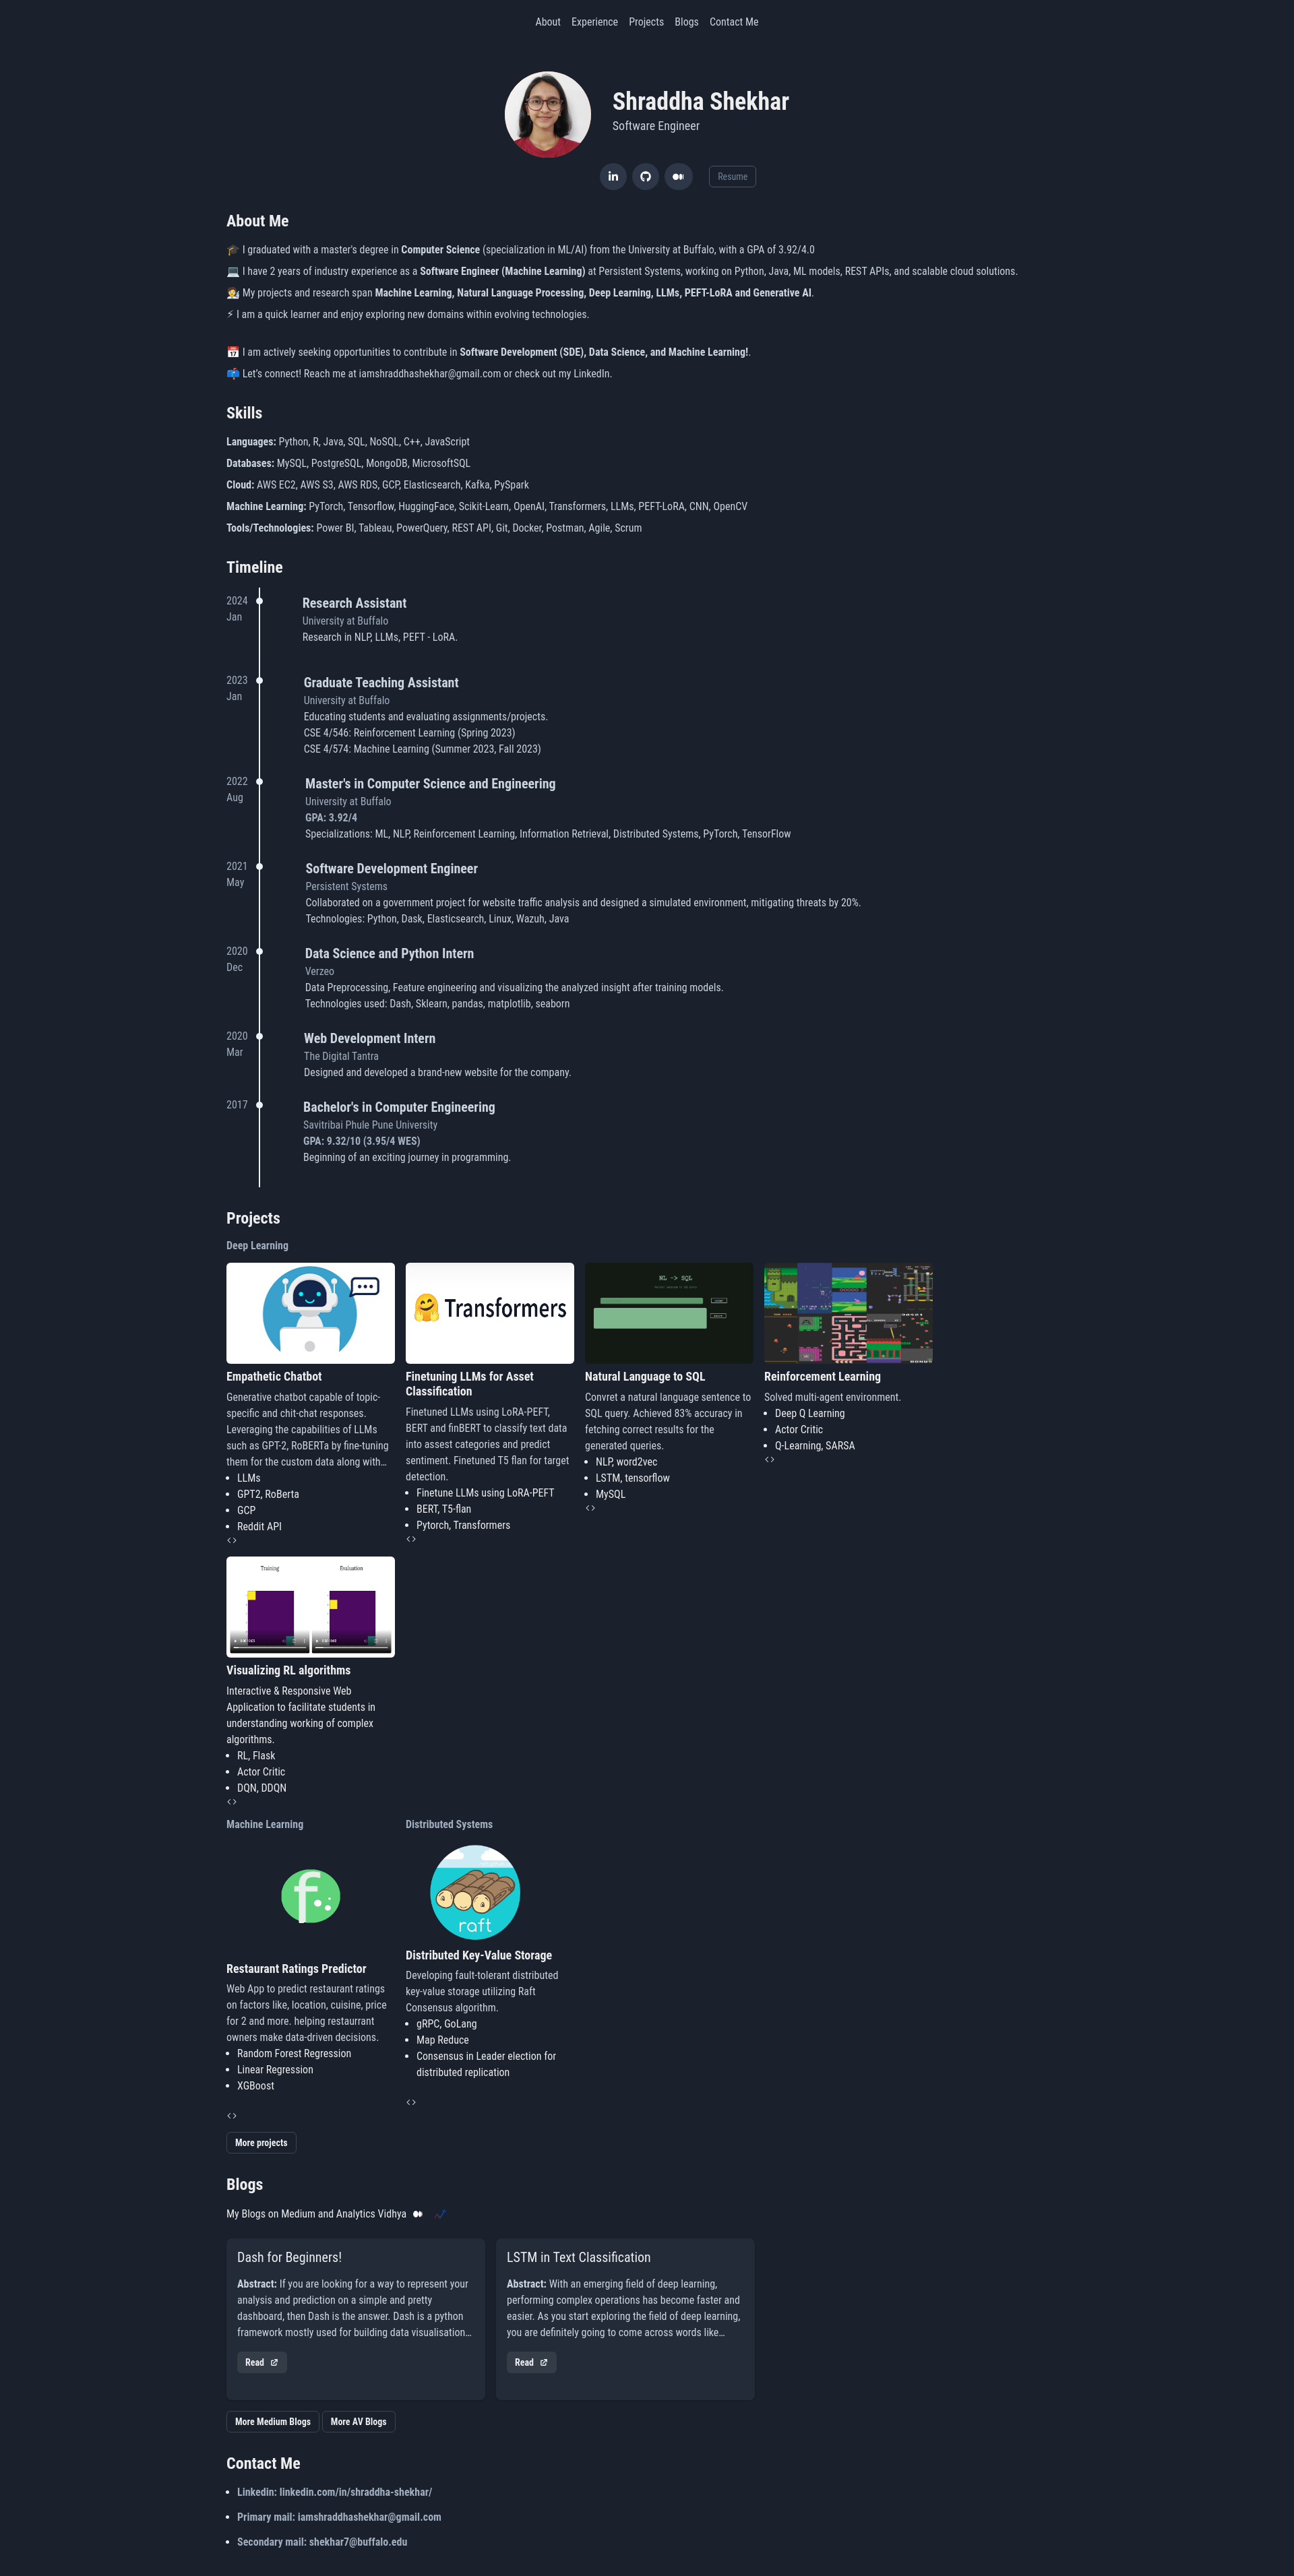 About Experience Projects Blogs Contact Me
Shraddha Shekhar
Software Engineer
in
Resume
About Me
🎓 I graduated with a master's degree in Computer Science (specialization in ML/AI) from the University at Buffalo, with a GPA of 3.92/4.0
💻 I have 2 years of industry experience as a Software Engineer (Machine Learning) at Persistent Systems, working on Python, Java, ML models, REST APIs, and scalable cloud solutions.
👩‍🔬 My projects and research span Machine Learning, Natural Language Processing, Deep Learning, LLMs, PEFT-LoRA and Generative AI.
⚡ I am a quick learner and enjoy exploring new domains within evolving technologies.
📅 I am actively seeking opportunities to contribute in Software Development (SDE), Data Science, and Machine Learning!.
📫 Let's connect! Reach me at iamshraddhashekhar@gmail.com or check out my LinkedIn.
Skills
Languages: Python, R, Java, SQL, NoSQL, C++, JavaScript
Databases: MySQL, PostgreSQL, MongoDB, MicrosoftSQL
Cloud: AWS EC2, AWS S3, AWS RDS, GCP, Elasticsearch, Kafka, PySpark
Machine Learning: PyTorch, Tensorflow, HuggingFace, Scikit-Learn, OpenAI, Transformers, LLMs, PEFT-LoRA, CNN, OpenCV
Tools/Technologies: Power BI, Tableau, PowerQuery, REST API, Git, Docker, Postman, Agile, Scrum
Timeline
2024
Jan
Research Assistant
University at Buffalo
Research in NLP, LLMs, PEFT - LoRA.
2023
Jan
Graduate Teaching Assistant
University at Buffalo
Educating students and evaluating assignments/projects.
CSE 4/546: Reinforcement Learning (Spring 2023)
CSE 4/574: Machine Learning (Summer 2023, Fall 2023)
2022
Aug
Master's in Computer Science and Engineering
University at Buffalo
GPA: 3.92/4
Specializations: ML, NLP, Reinforcement Learning, Information Retrieval, Distributed Systems, PyTorch, TensorFlow
2021
May
Software Development Engineer
Persistent Systems
Collaborated on a government project for website traffic analysis and designed a simulated environment, mitigating threats by 20%.
Technologies: Python, Dask, Elasticsearch, Linux, Wazuh, Java
2020
Dec
Data Science and Python Intern
Verzeo
Data Preprocessing, Feature engineering and visualizing the analyzed insight after training models.
Technologies used: Dash, Sklearn, pandas, matplotlib, seaborn
2020
Mar
Web Development Intern
The Digital Tantra
Designed and developed a brand-new website for the company.
2017
Bachelor's in Computer Engineering
Savitribai Phule Pune University
GPA: 9.32/10 (3.95/4 WES)
Beginning of an exciting journey in programming.
Projects
Deep Learning
Empathetic Chatbot
Generative chatbot capable of topic-
specific and chit-chat responses.
Leveraging the capabilities of LLMs
such as GPT-2, RoBERTa by fine-tuning
them for the custom data along with…
• LLMs
• GPT2, RoBerta
• GCP
• Reddit API
🤗 Transformers
Finetuning LLMs for Asset
Classification
Finetuned LLMs using LoRA-PEFT,
BERT and finBERT to classify text data
into assest categories and predict
sentiment. Finetuned T5 flan for target
detection.
• Finetune LLMs using LoRA-PEFT
• BERT, T5-flan
• Pytorch, Transformers
ML -> SQL
Natural Language to SQL
Convret a natural language sentence to
SQL query. Achieved 83% accuracy in
fetching correct results for the
generated queries.
• NLP, word2vec
• LSTM, tensorflow
• MySQL
Reinforcement Learning
Solved multi-agent environment.
• Deep Q Learning
• Actor Critic
• Q-Learning, SARSA
Training Evaluation
Visualizing RL algorithms
Interactive & Responsive Web
Application to facilitate students in
understanding working of complex
algorithms.
• RL, Flask
• Actor Critic
• DQN, DDQN
Machine Learning
f
Restaurant Ratings Predictor
Web App to predict restaurant ratings
on factors like, location, cuisine, price
for 2 and more. helping restaurrant
owners make data-driven decisions.
• Random Forest Regression
• Linear Regression
• XGBoost
Distributed Systems
raft
Distributed Key-Value Storage
Developing fault-tolerant distributed
key-value storage utilizing Raft
Consensus algorithm.
• gRPC, GoLang
• Map Reduce
• Consensus in Leader election for
distributed replication
More projects
Blogs
My Blogs on Medium and Analytics Vidhya
Dash for Beginners!
Abstract: If you are looking for a way to represent your
analysis and prediction on a simple and pretty
dashboard, then Dash is the answer. Dash is a python
framework mostly used for building data visualisation…
Read
LSTM in Text Classification
Abstract: With an emerging field of deep learning,
performing complex operations has become faster and
easier. As you start exploring the field of deep learning,
you are definitely going to come across words like…
Read
More Medium Blogs More AV Blogs
Contact Me
• Linkedin: linkedin.com/in/shraddha-shekhar/
• Primary mail: iamshraddhashekhar@gmail.com
• Secondary mail: shekhar7@buffalo.edu